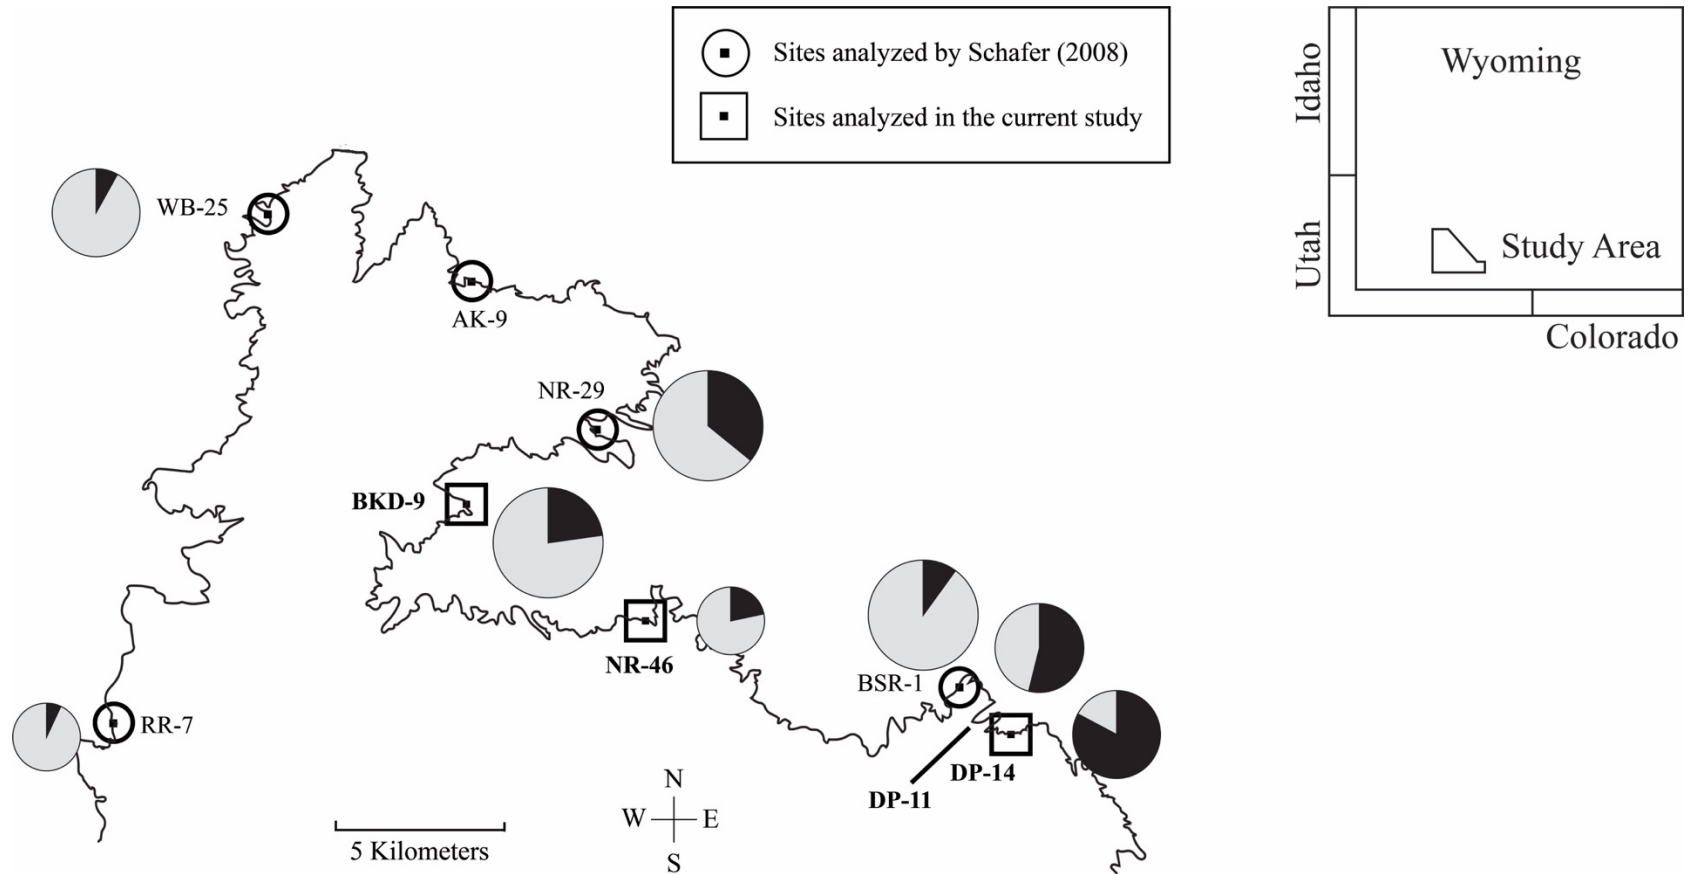 Sites analyzed by Schafer (2008)
Sites analyzed in the current study
Idaho
Wyoming
Utah
Study Area
Colorado
WB-25
AK-9
NR-29
BKD-9
NR-46
BSR-1
RR-7
DP-14
DP-11
N
W E
S
5 Kilometers